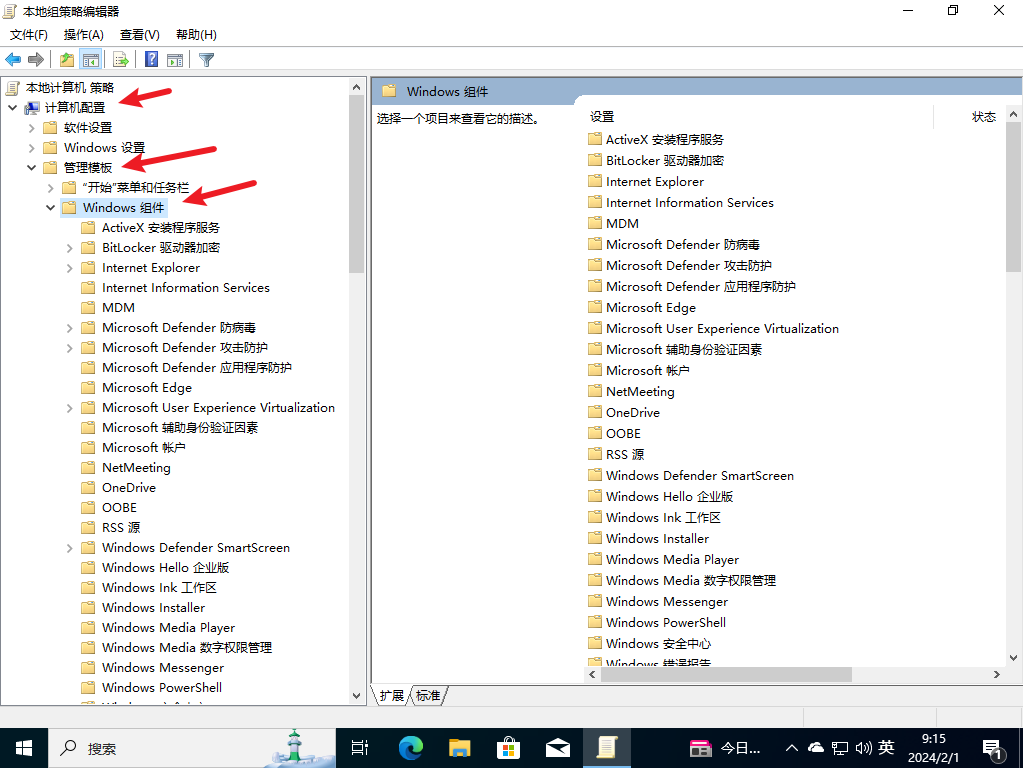 本地组策略编辑器
文件(F) 操作(A) 查看(V) 帮助(H)
本地计算机 策略
计算机配置
软件设置
Windows 设置
管理模板
“开始”菜单和任务栏
Windows 组件
ActiveX 安装程序服务
BitLocker 驱动器加密
Internet Explorer
Internet Information Services
MDM
Microsoft Defender 防病毒
Microsoft Defender 攻击防护
Microsoft Defender 应用程序防护
Microsoft Edge
Microsoft User Experience Virtualization
Microsoft 辅助身份验证因素
Microsoft 帐户
NetMeeting
OneDrive
OOBE
RSS 源
Windows Defender SmartScreen
Windows Hello 企业版
Windows Ink 工作区
Windows Installer
Windows Media Player
Windows Media 数字权限管理
Windows Messenger
Windows PowerShell
Windows 组件
选择一个项目来查看它的描述。
设置 状态
ActiveX 安装程序服务
BitLocker 驱动器加密
Internet Explorer
Internet Information Services
MDM
Microsoft Defender 防病毒
Microsoft Defender 攻击防护
Microsoft Defender 应用程序防护
Microsoft Edge
Microsoft User Experience Virtualization
Microsoft 辅助身份验证因素
Microsoft 帐户
NetMeeting
OneDrive
OOBE
RSS 源
Windows Defender SmartScreen
Windows Hello 企业版
Windows Ink 工作区
Windows Installer
Windows Media Player
Windows Media 数字权限管理
Windows Messenger
Windows PowerShell
Windows 安全中心
Windows 错误报告
扩展 标准
搜索
今日...
英
9:15
2024/2/1
1